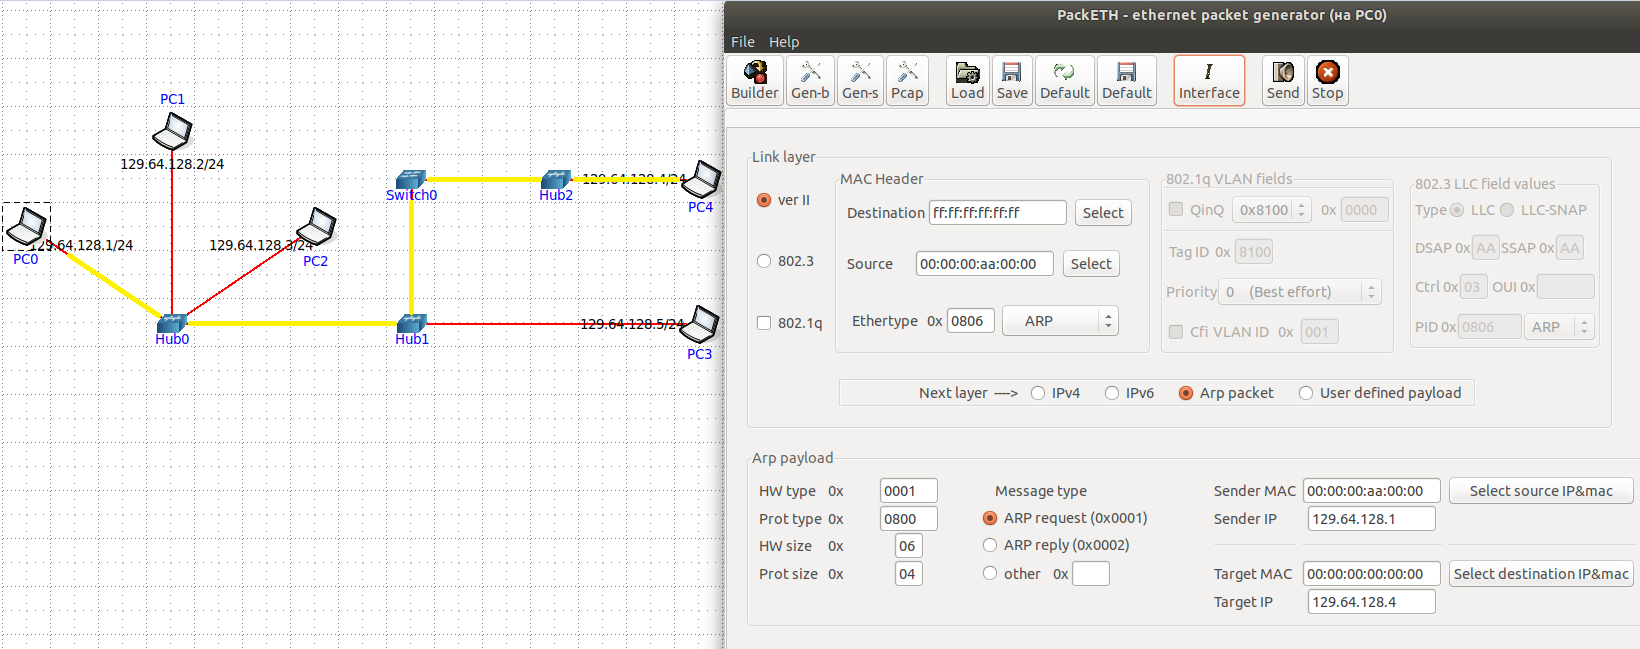 PC1
129.64.128.2/24
129.64.128.1/24
PC0
129.64.128.3/24
PC2
Switch0
Hub2
129.64.128.4/24
PC4
Hub0
Hub1
129.64.128.5/24
PC3
PackETH - ethernet packet generator (на PC0)
File Help
Builder Gen-b Gen-s Pcap Load Save Default Default Interface Send Stop
Link layer
ver II
802.3
802.1q
MAC Header
Destination ff:ff:ff:ff:ff:ff Select
Source 00:00:00:aa:00:00 Select
Ethertype 0x 0806 ARP
802.1q VLAN fields
QinQ 0x8100 0x 0000
Tag ID 0x 8100
Priority 0 (Best effort)
Cfi VLAN ID 0x 001
802.3 LLC field values
Type LLC LLC-SNAP
DSAP 0x AA SSAP 0x AA
Ctrl 0x 03 OUI 0x
PID 0x 0806 ARP
Next layer ----> IPv4 IPv6 Arp packet User defined payload
Arp payload
HW type 0x 0001
Prot type 0x 0800
HW size 0x 06
Prot size 0x 04
Message type
ARP request (0x0001)
ARP reply (0x0002)
other 0x
Sender MAC 00:00:00:aa:00:00 Select source IP&mac
Sender IP 129.64.128.1
Target MAC 00:00:00:00:00:00 Select destination IP&mac
Target IP 129.64.128.4